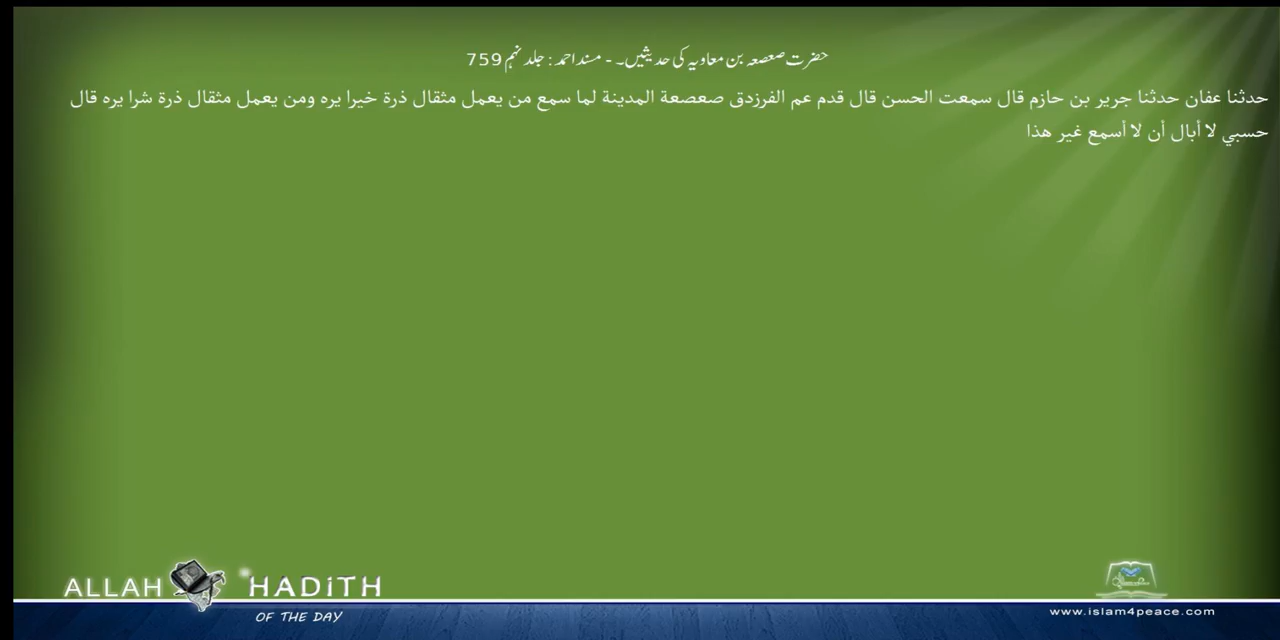 حضرت صعصعہ بن معاویہ کی حدیثیں۔ - مسند احمد : جلد نہم 759
حدثنا عفان حدثنا جرير بن حازم قال سمعت الحسن قال قدم عم الفرزدق صعصعة المدينة لما سمع من يعمل مثقال ذرة خيرا يره ومن يعمل مثقال ذرة شرا يره قال
حسبي لا أبال أن لا أسمع غير هذا
ALLAH HADITH
OF THE DAY
www.islam4peace.com